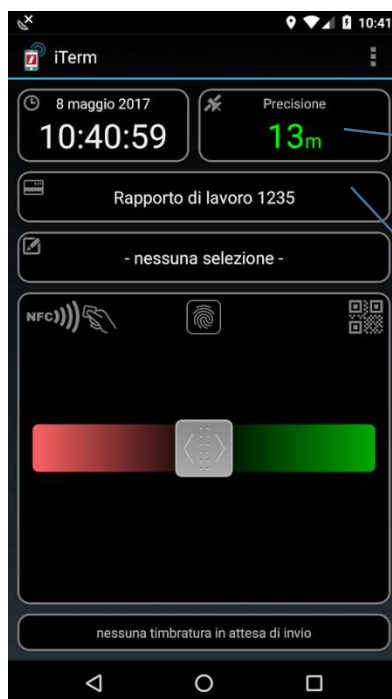 10:41
iTerm
8 maggio 2017
10:40:59
Precisione
13m
Rapporto di lavoro 1235
- nessuna selezione -
NFC
nessuna timbratura in attesa di invio